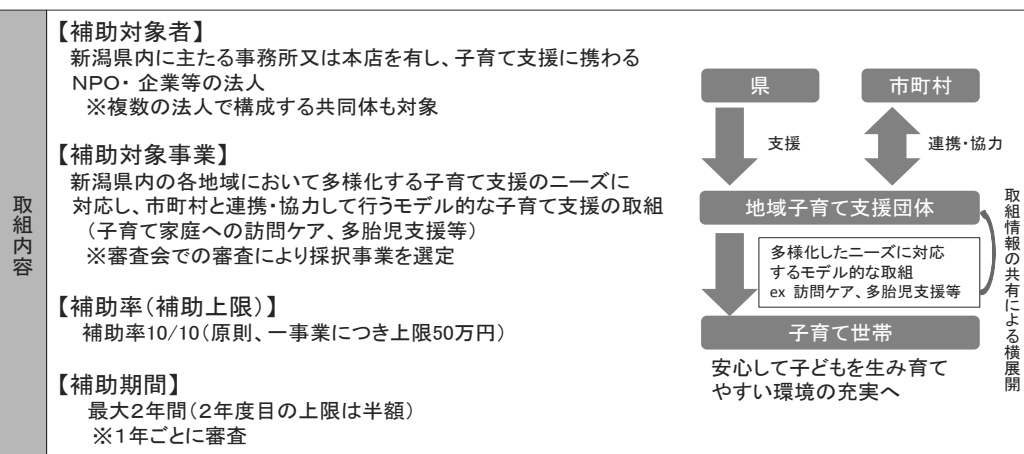 取組内容
【補助対象者】
新潟県内に主たる事務所又は本店を有し、子育て支援に携わる
NPO・企業等の法人
※複数の法人で構成する共同体も対象
【補助対象事業】
新潟県内の各地域において多様化する子育て支援のニーズに
対応し、市町村と連携・協力して行うモデル的な子育て支援の取組
(子育て家庭への訪問ケア、多胎児支援等)
※審査会での審査により採択事業を選定
【補助率(補助上限)】
補助率10/10(原則、一事業につき上限50万円)
【補助期間】
最大2年間(2年度目の上限は半額)
※1年ごとに審査
県
市町村
支援
連携・協力
地域子育て支援団体
多様化したニーズに対応
するモデル的な取組
ex 訪問ケア、多胎児支援等
取組情報の共有による横展開
子育て世帯
安心して子どもを生み育て
やすい環境の充実へ